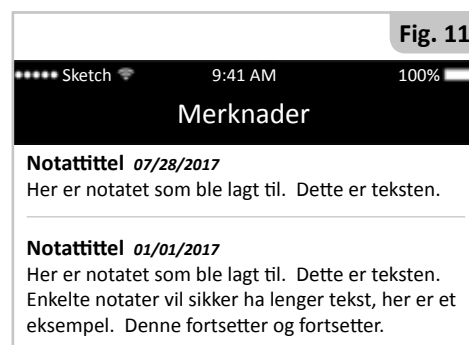 Fig. 11
••••• Sketch 9:41 AM 100%
Merknader
Notattittel 07/28/2017
Her er notatet som ble lagt til. Dette er teksten.
Notattittel 01/01/2017
Her er notatet som ble lagt til. Dette er teksten.
Enkelte notater vil sikker ha lenger tekst, her er et
eksempel. Denne fortsetter og fortsetter.